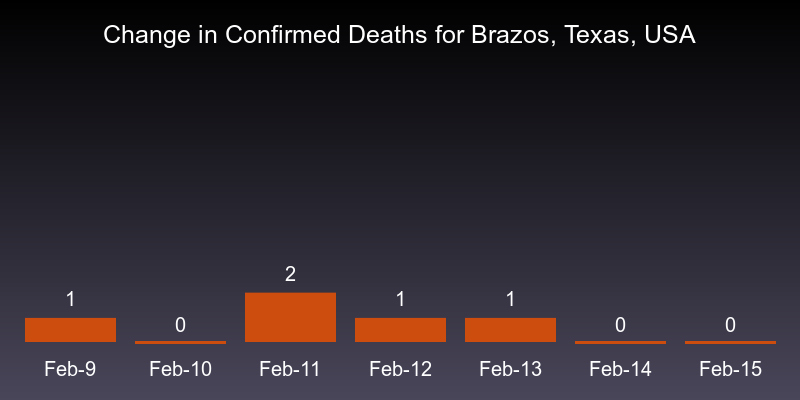 Change in Confirmed Deaths for Brazos, Texas, USA
2
1 1 1
0 0 0
Feb-9 Feb-10 Feb-11 Feb-12 Feb-13 Feb-14 Feb-15